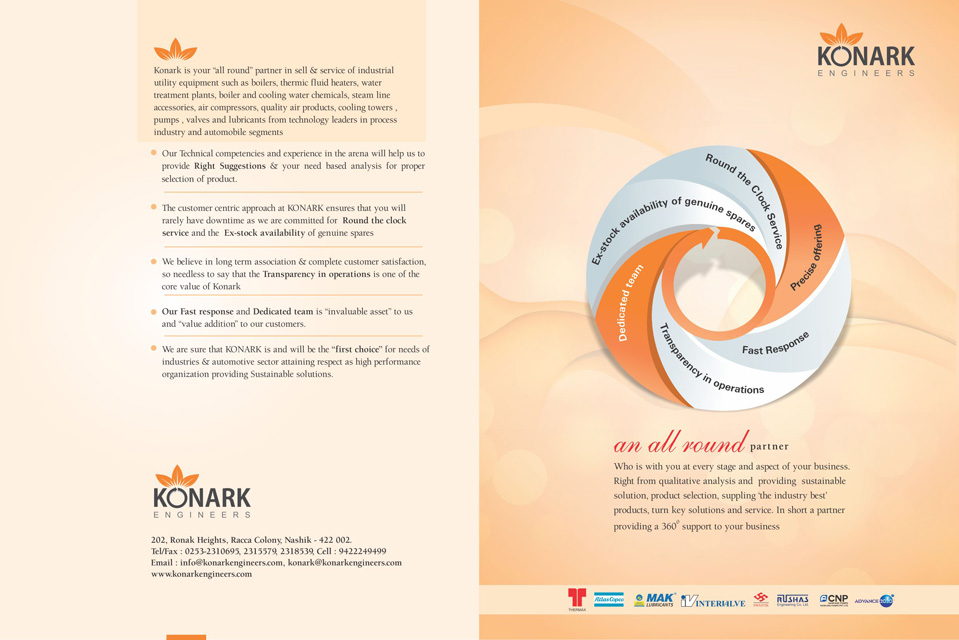 Konark is your “all round” partner in sell & service of industrial
utility equipment such as boilers, thermic fluid heaters, water
treatment plants, boiler and cooling water chemicals, steam line
accessories, air compressors, quality air products, cooling towers ,
pumps , valves and lubricants from technology leaders in process
industry and automobile segments
Our Technical competencies and experience in the arena will help us to
provide Right Suggestions & your need based analysis for proper
selection of product.
The customer centric approach at KONARK ensures that you will
rarely have downtime as we are committed for Round the clock
service and the Ex-stock availability of genuine spares
We believe in long term association & complete customer satisfaction,
so needless to say that the Transparency in operations is one of the
core value of Konark
Our Fast response and Dedicated team is “invaluable asset” to us
and “value addition” to our customers.
We are sure that KONARK is and will be the “first choice” for needs of
industries & automotive sector attaining respect as high performance
organization providing Sustainable solutions.
KONARK
ENGINEERS
202, Ronak Heights, Racca Colony, Nashik - 422 002.
Tel/Fax : 0253-2310695, 2315579, 2318539, Cell : 9422249499
Email : info@konarkengineers.com, konark@konarkengineers.com
www.konarkengineers.com
KONARK
ENGINEERS
Round the Clock Service
Ex-stock availability of genuine spares
Precise offering
Dedicated team
Transparency in operations
Fast Response
an all round partner
Who is with you at every stage and aspect of your business.
Right from qualitative analysis and providing sustainable
solution, product selection, suppling ‘the industry best’
products, turn key solutions and service. In short a partner
providing a 360° support to your business
THERMAX
Atlas Copco
MAK
LUBRICANTS
INTERVALVE
RUSHAS
Engineering Co. Ltd
CNP
ADVANCE